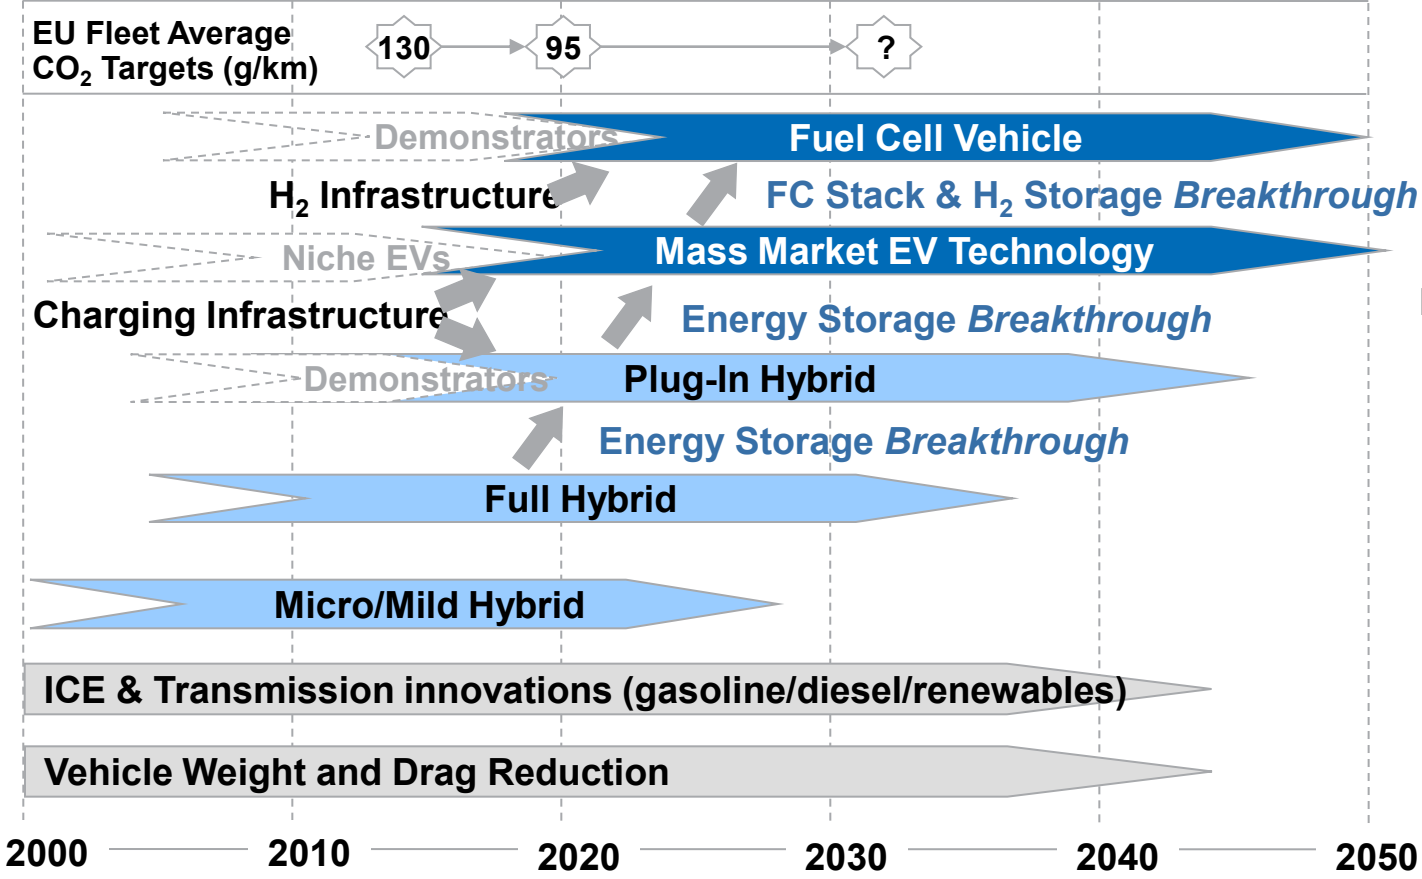 EU Fleet Average
CO₂ Targets (g/km)
130
95
?
Demonstrators
Fuel Cell Vehicle
H₂ Infrastructure
FC Stack & H₂ Storage Breakthrough
Niche EVs
Mass Market EV Technology
Charging Infrastructure
Energy Storage Breakthrough
Demonstrators
Plug-In Hybrid
Energy Storage Breakthrough
Full Hybrid
Micro/Mild Hybrid
ICE & Transmission innovations (gasoline/diesel/renewables)
Vehicle Weight and Drag Reduction
2000
2010
2020
2030
2040
2050